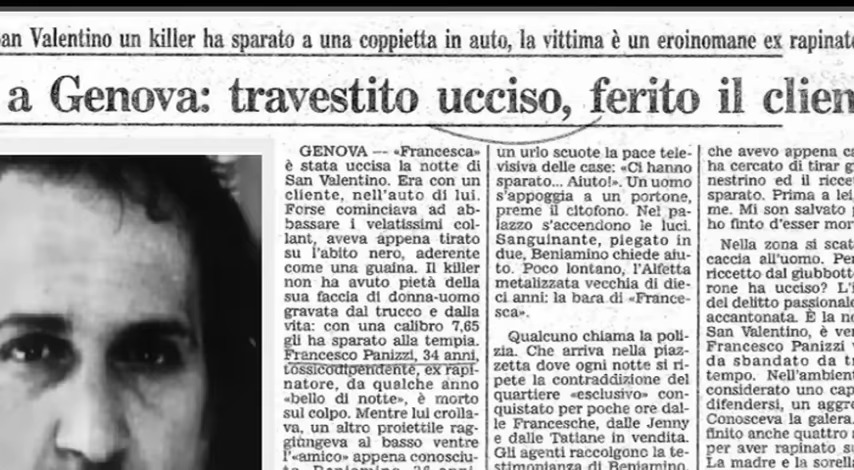 San Valentino un killer ha sparato a una coppietta in auto, la vittima è un eroinomane ex rapinato
a Genova: travestito ucciso, ferito il clien
GENOVA — «Francesca»
è stata uccisa la notte di
San Valentino. Era con un
cliente, nell'auto di lui.
Forse cominciava ad ab-
bassare i velatissimi col-
lant, aveva appena tirato
su l'abito nero, aderente
come una guaina. Il killer
non ha avuto pietà della
sua faccia di donna-uomo
gravata dal trucco e dalla
vita: con una calibro 7,65
gli ha sparato alla tempia.
Francesco Panizzi, 34 anni,
tossicodipendente, ex rapi-
natore, da qualche anno
«bello di notte», è morto
sul colpo. Mentre lui crolla-
va, un altro proiettile rag-
giungeva al basso ventre
l'«amico» appena conosciu-
un urlo scuote la pace tele-
visiva delle case: «Ci hanno
sparato... Aiuto!». Un uomo
s'appoggia a un portone,
preme il citofono. Nel pa-
lazzo s'accendono le luci.
Sanguinante, piegato in
due, Beniamino chiede aiu-
to. Poco lontano, l'Alfetta
metalizzata vecchia di die-
ci anni: la bara di «France-
sca».
Qualcuno chiama la poli-
zia. Che arriva nella piaz-
zetta dove ogni notte si ri-
pete la contraddizione del
quartiere «esclusivo» con-
quistato per poche ore dal-
le Francesche, dalle Jenny
e dalle Tatiane in vendita.
Gli agenti raccolgono la te-
stimonianza di Beniamino
che avevo appena ca
ha cercato di tirar g
nestrino ed il ricce
sparato. Prima a lei,
me. Mi son salvato p
ho finto d'esser mor
Nella zona si scat
caccia all'uomo. Per
riccetto dal giubbott
rone ha ucciso? L'i
del delitto passionale
accantonata. È la no
San Valentino, è ver
Francesco Panizzi v
da sbandato da t
tempo. Nell'ambient
considerato uno cap
difendersi, un aggre
Conosceva la galera.
finito anche quattro
per aver rapinato su
La madre e la sorella